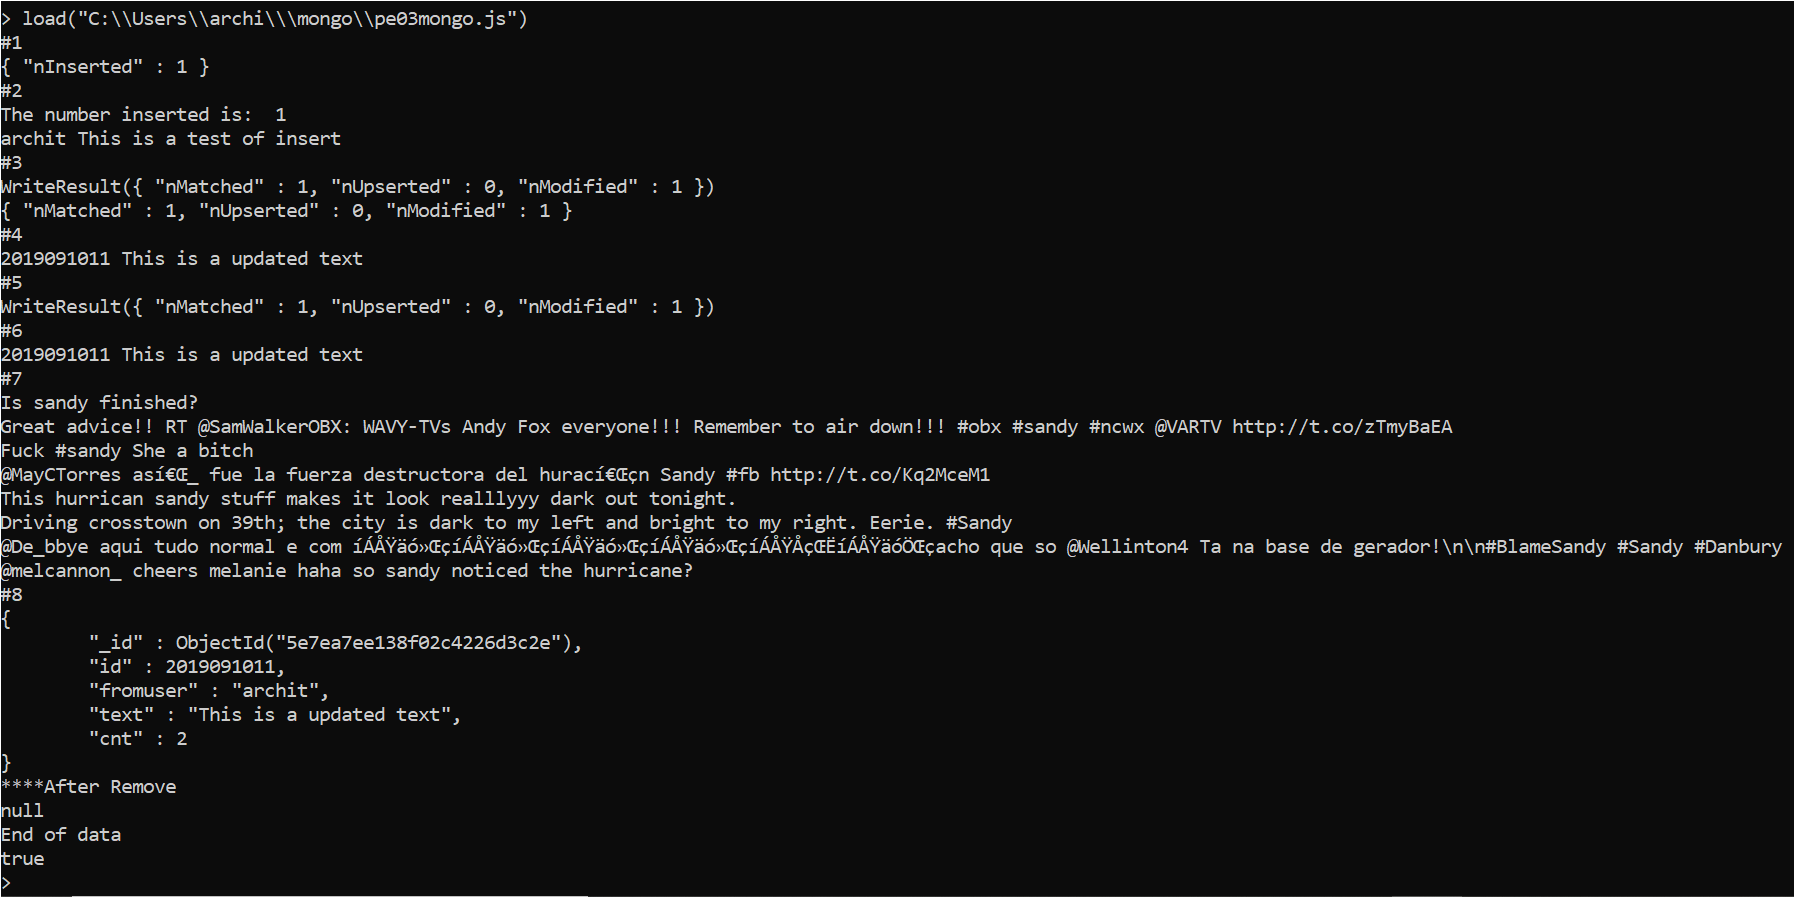 > load("C:\\Users\\archi\\\mongo\\pe03mongo.js")
#1
{ "nInserted" : 1 }
#2
The number inserted is:  1
archit This is a test of insert
#3
WriteResult({ "nMatched" : 1, "nUpserted" : 0, "nModified" : 1 })
{ "nMatched" : 1, "nUpserted" : 0, "nModified" : 1 }
#4
2019091011 This is a updated text
#5
WriteResult({ "nMatched" : 1, "nUpserted" : 0, "nModified" : 1 })
#6
2019091011 This is a updated text
#7
Is sandy finished?
Great advice!! RT @SamWalkerOBX: WAVY-TVs Andy Fox everyone!!! Remember to air down!!! #obx #sandy #ncwx @VARTV http://t.co/zTmyBaEA
Fuck #sandy She a bitch
@MayCTorres así€Œ_ fue la fuerza destructora del hurací€Œçn Sandy #fb http://t.co/Kq2MceM1
This hurrican sandy stuff makes it look realllyyy dark out tonight.
Driving crosstown on 39th; the city is dark to my left and bright to my right. Eerie. #Sandy
@De_bbye aqui tudo normal e com íÁÅŸäó»ŒçíÁÅŸäó»ŒçíÁÅŸäó»ŒçíÁÅŸäó»ŒçíÁÅŸÅçŒËíÁÅŸäóÖŒçacho que so @Wellinton4 Ta na base de gerador!\n\n#BlameSandy #Sandy #Danbury
@melcannon_ cheers melanie haha so sandy noticed the hurricane?
#8
{
        "_id" : ObjectId("5e7ea7ee138f02c4226d3c2e"),
        "id" : 2019091011,
        "fromuser" : "archit",
        "text" : "This is a updated text",
        "cnt" : 2
}
****After Remove
null
End of data
true
>